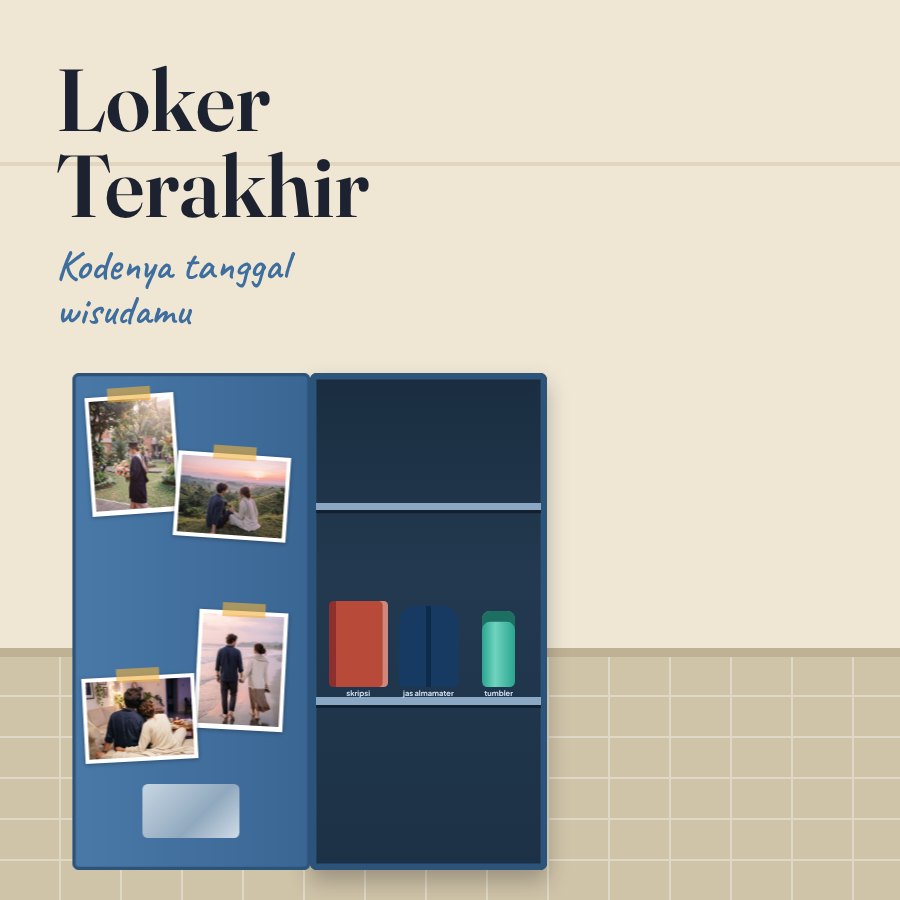 Loker
Terakhir
Kodenya tanggal
wisudamu
skripsi
jas almamater
tumbler